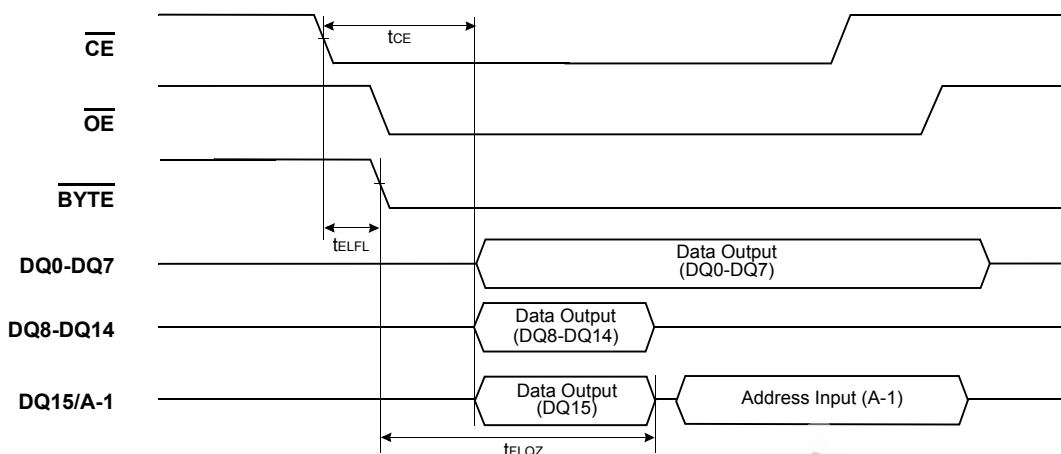 CE
tCE
OE
BYTE
tELFL
DQ0-DQ7
Data Output
(DQ0-DQ7)
DQ8-DQ14
Data Output
(DQ8-DQ14)
DQ15/A-1
Data Output
(DQ15)
Address Input (A-1)